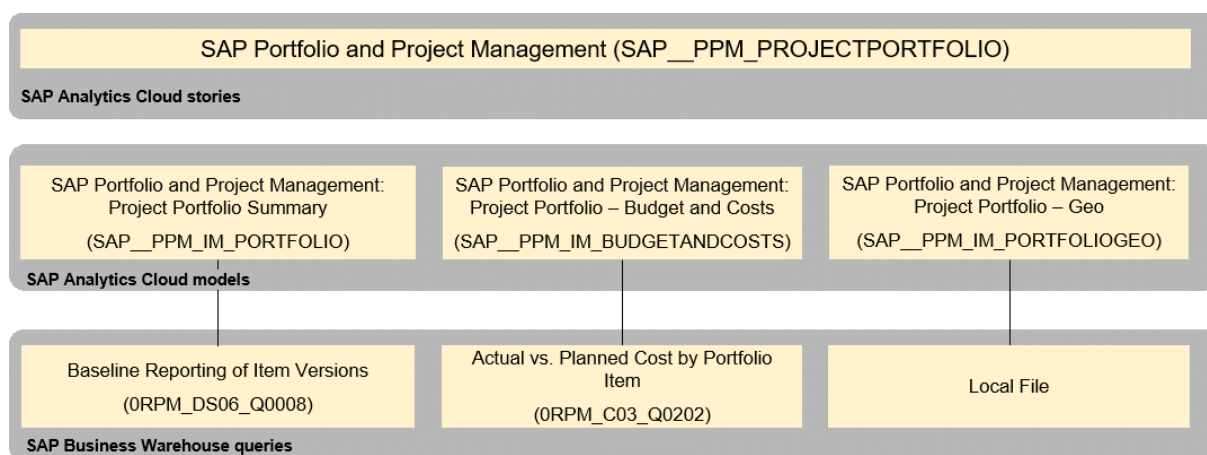 SAP Portfolio and Project Management (SAP__PPM_PROJECTPORTFOLIO)
SAP Analytics Cloud stories
SAP Portfolio and Project Management:
Project Portfolio Summary
(SAP__PPM_IM_PORTFOLIO)
SAP Portfolio and Project Management:
Project Portfolio – Budget and Costs
(SAP__PPM_IM_BUDGETANDCOSTS)
SAP Portfolio and Project Management:
Project Portfolio – Geo
(SAP__PPM_IM_PORTFOLIOGEO)
SAP Analytics Cloud models
Baseline Reporting of Item Versions
(0RPM_DS06_Q0008)
Actual vs. Planned Cost by Portfolio
Item
(0RPM_C03_Q0202)
Local File
SAP Business Warehouse queries